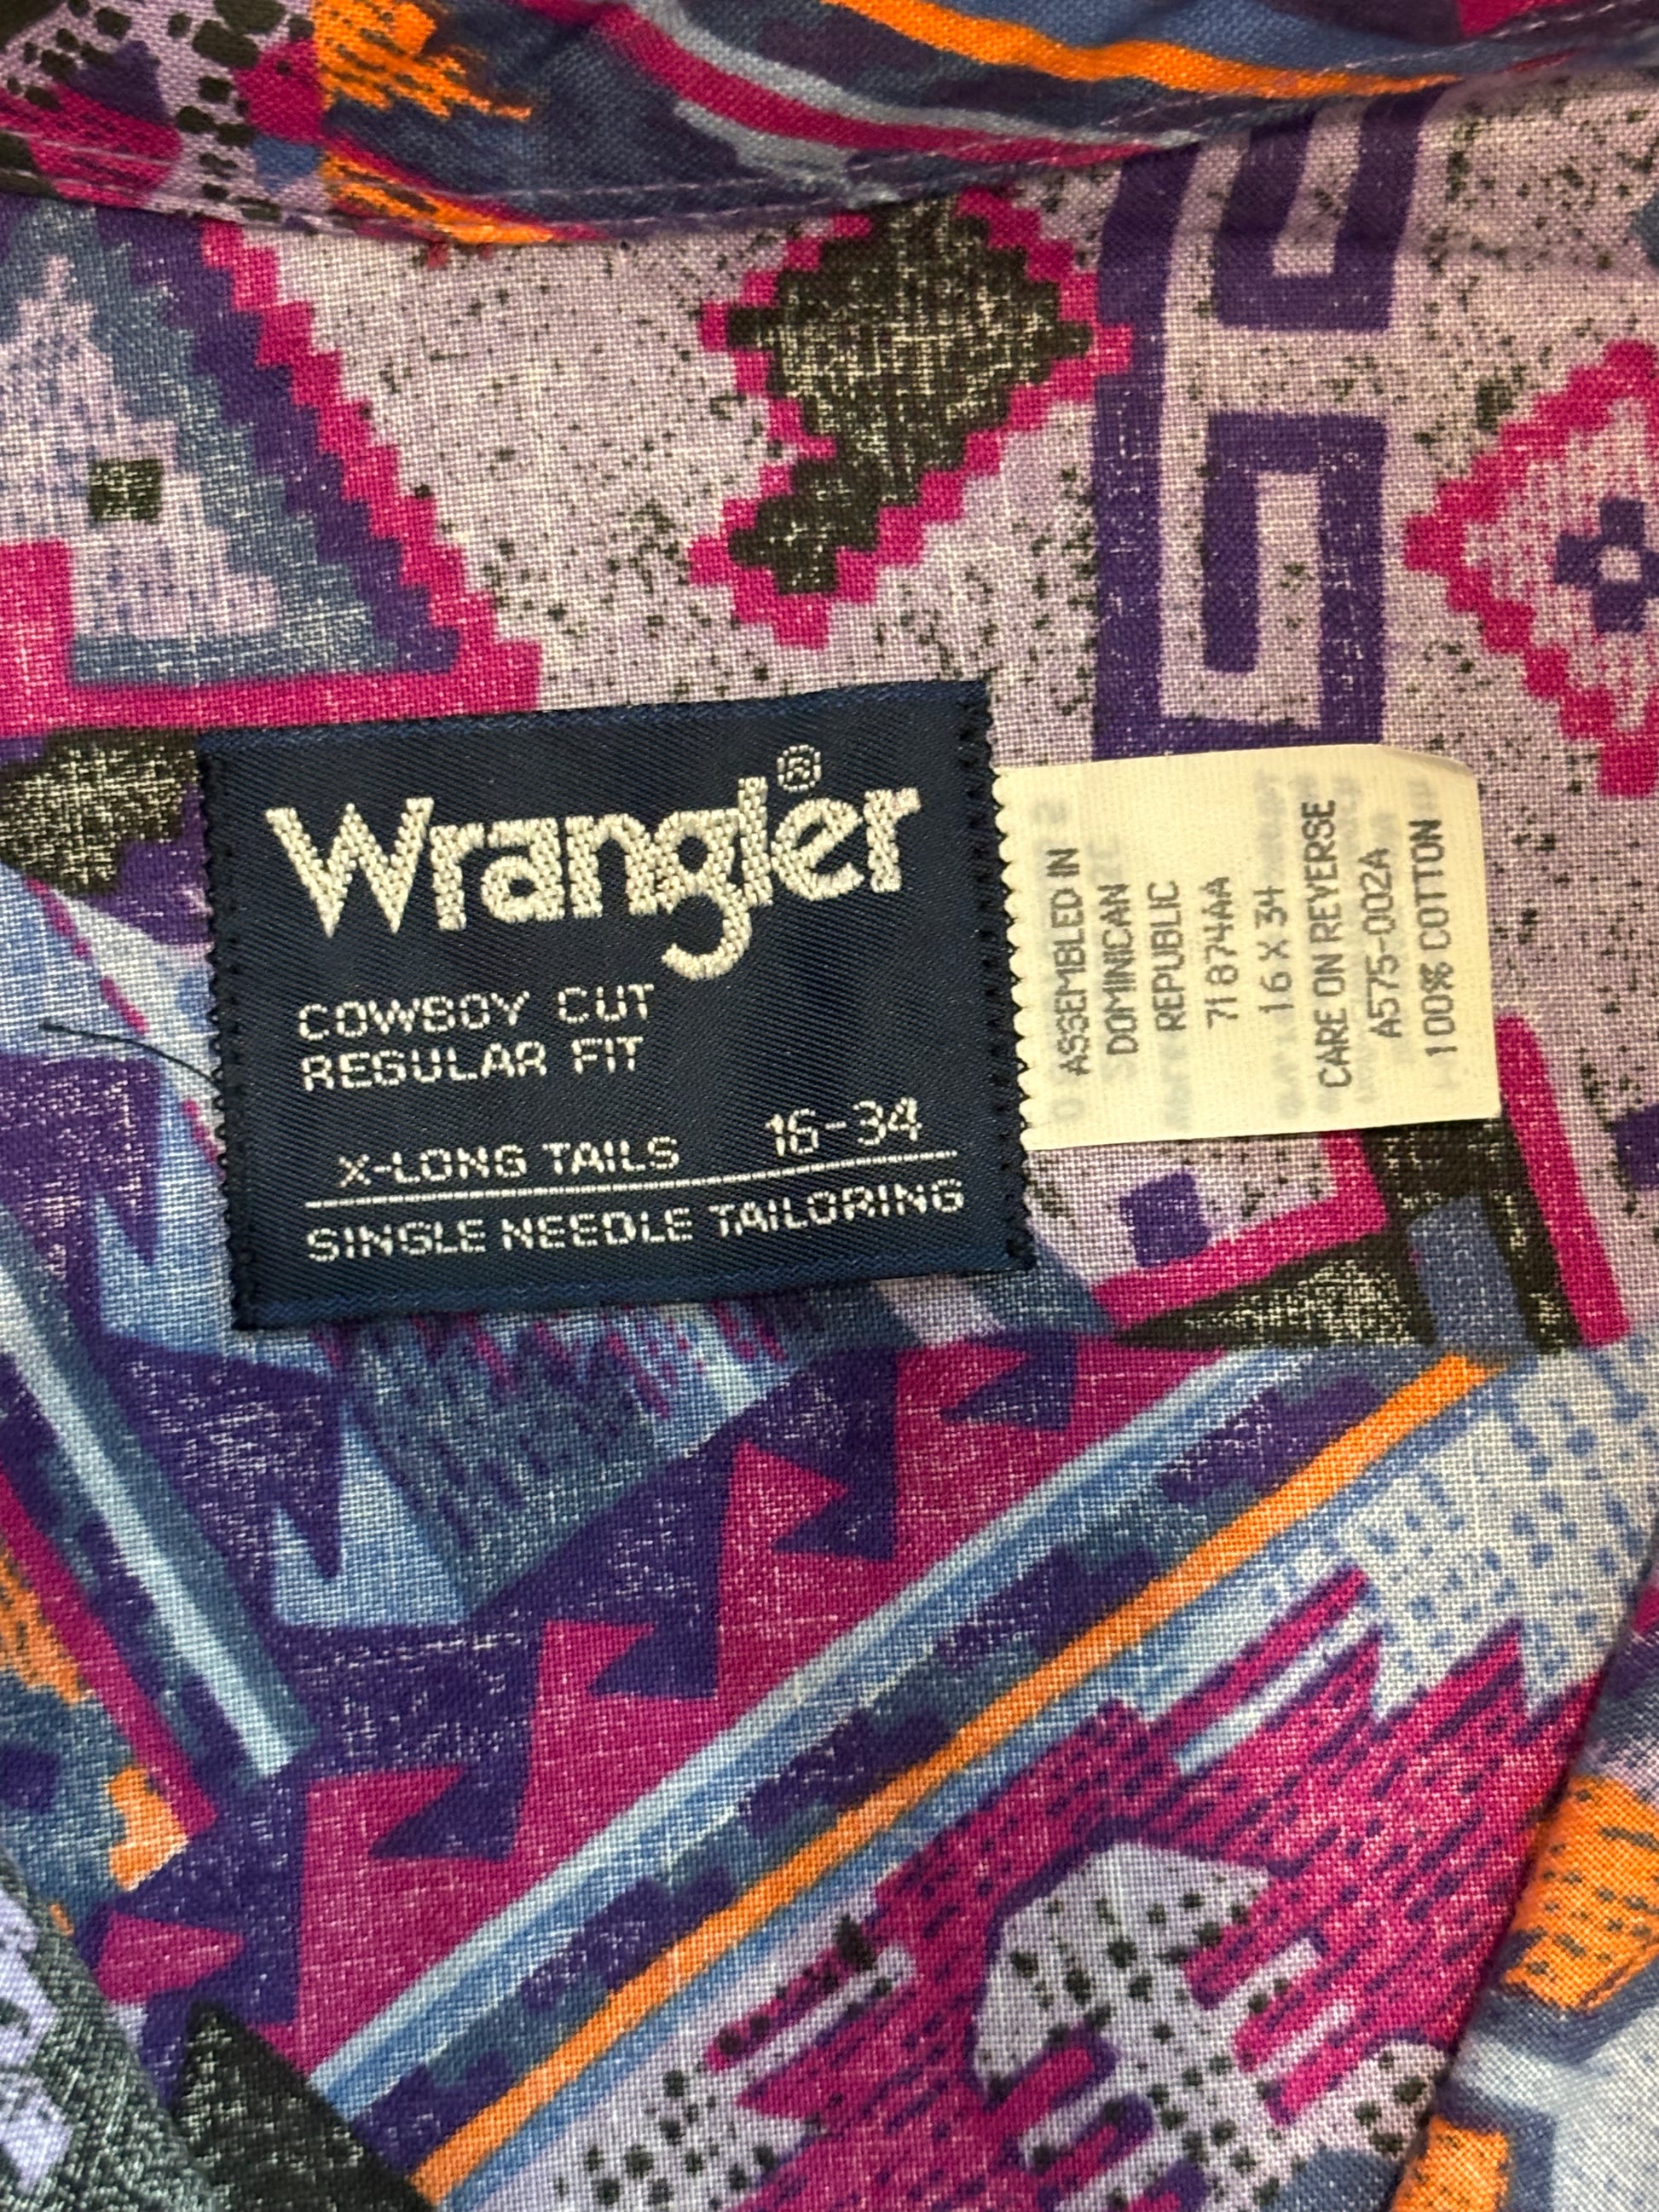 Wrangler®
COWBOY CUT
REGULAR FIT
X-LONG TAILS 16-34
SINGLE NEEDLE TAILORING
ASSEMBLED IN
DOMINICAN
REPUBLIC
71874AA
16 X 34
CARE ON REVERSE
A575-002A
100% COTTON